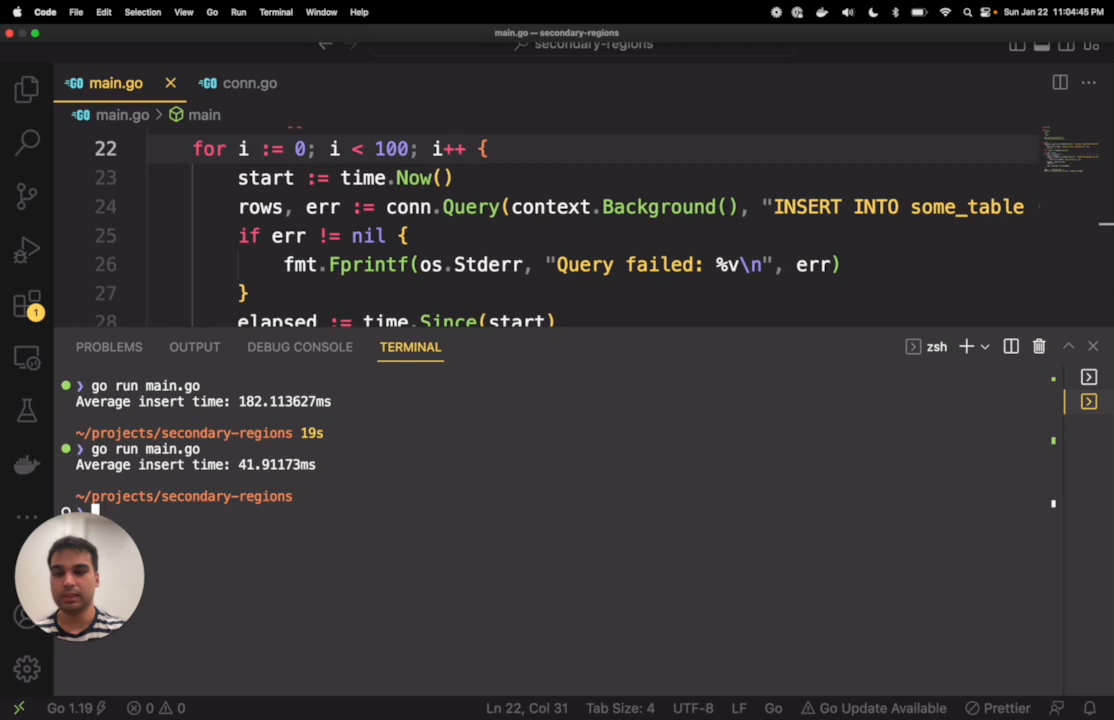 Code File Edit Selection View Go Run Terminal Window Help Sun Jan 22 11:04:45 PM
main.go — secondary-regions
secondary-regions
GO main.go × GO conn.go
GO main.go > main
22 for i := 0; i < 100; i++ {
23 start := time.Now()
24 rows, err := conn.Query(context.Background(), "INSERT INTO some_table
25 if err != nil {
26 fmt.Fprintf(os.Stderr, "Query failed: %v\n", err)
27 }
28 elapsed := time.Since(start)
PROBLEMS OUTPUT DEBUG CONSOLE TERMINAL zsh
❯ go run main.go
Average insert time: 182.113627ms
~/projects/secondary-regions 19s
❯ go run main.go
Average insert time: 41.91173ms
~/projects/secondary-regions
❯
1
Go 1.19 0 0 Ln 22, Col 31 Tab Size: 4 UTF-8 LF Go Go Update Available Prettier